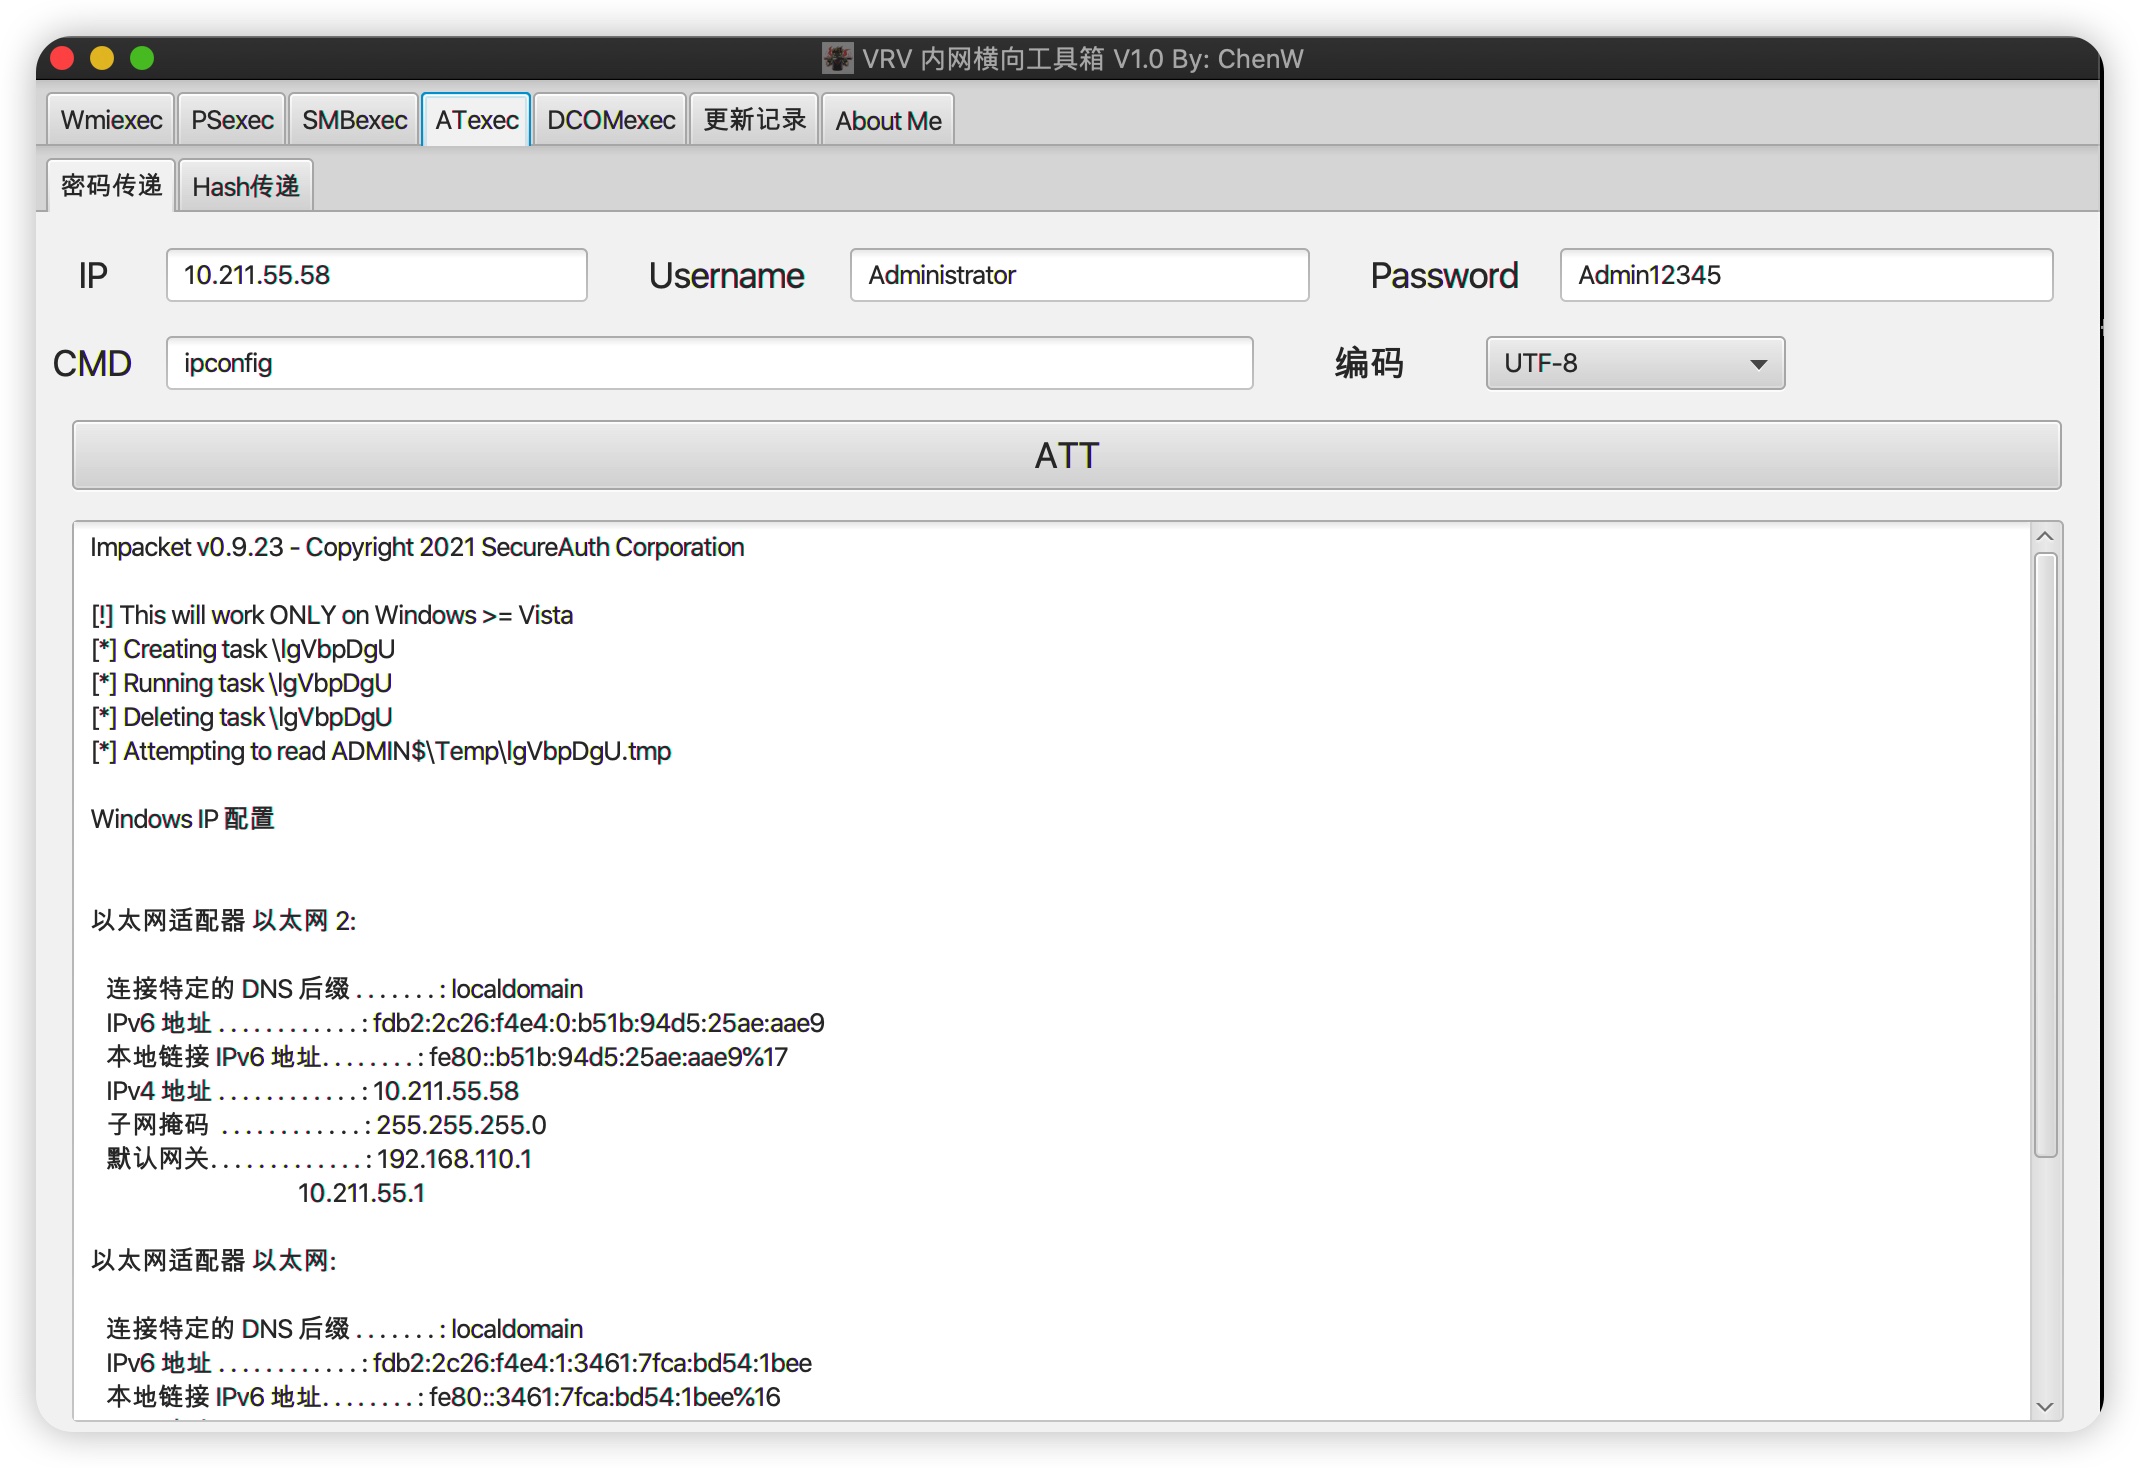 VRV 内网横向工具箱 V1.0 By: ChenW
Wmiexec PSexec SMBexec ATexec DCOMexec 更新记录 About Me
密码传递 Hash传递
IP 10.211.55.58 Username Administrator Password Admin12345
CMD ipconfig 编码 UTF-8
ATT
Impacket v0.9.23 - Copyright 2021 SecureAuth Corporation
[!] This will work ONLY on Windows >= Vista
[*] Creating task \lgVbpDgU
[*] Running task \lgVbpDgU
[*] Deleting task \lgVbpDgU
[*] Attempting to read ADMIN$\Temp\lgVbpDgU.tmp
Windows IP 配置
以太网适配器 以太网 2:
连接特定的 DNS 后缀 . . . . . . . : localdomain
IPv6 地址 . . . . . . . . . . . . : fdb2:2c26:f4e4:0:b51b:94d5:25ae:aae9
本地链接 IPv6 地址. . . . . . . . : fe80::b51b:94d5:25ae:aae9%17
IPv4 地址 . . . . . . . . . . . . : 10.211.55.58
子网掩码 . . . . . . . . . . . . : 255.255.255.0
默认网关. . . . . . . . . . . . . : 192.168.110.1
10.211.55.1
以太网适配器 以太网:
连接特定的 DNS 后缀 . . . . . . . : localdomain
IPv6 地址 . . . . . . . . . . . . : fdb2:2c26:f4e4:1:3461:7fca:bd54:1bee
本地链接 IPv6 地址. . . . . . . . : fe80::3461:7fca:bd54:1bee%16